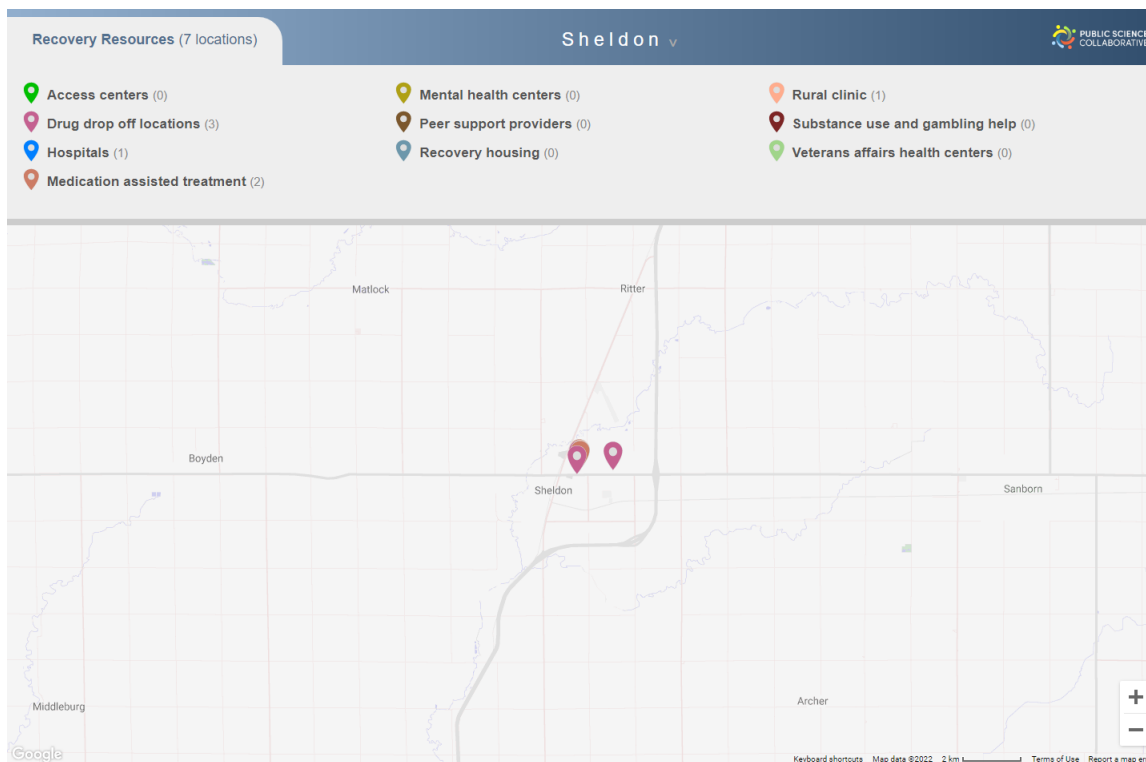 Recovery Resources (7 locations)
Sheldon v
PUBLIC SCIENCE
COLLABORATIVE
Access centers (0)
Mental health centers (0)
Rural clinic (1)
Drug drop off locations (3)
Peer support providers (0)
Substance use and gambling help (0)
Hospitals (1)
Recovery housing (0)
Veterans affairs health centers (0)
Medication assisted treatment (2)
Matlock
Ritter
Boyden
Sheldon
Sanborn
Middleburg
Archer
+
−
Google
Keyboard shortcuts Map data ©2022 2 km Terms of Use Report a map er